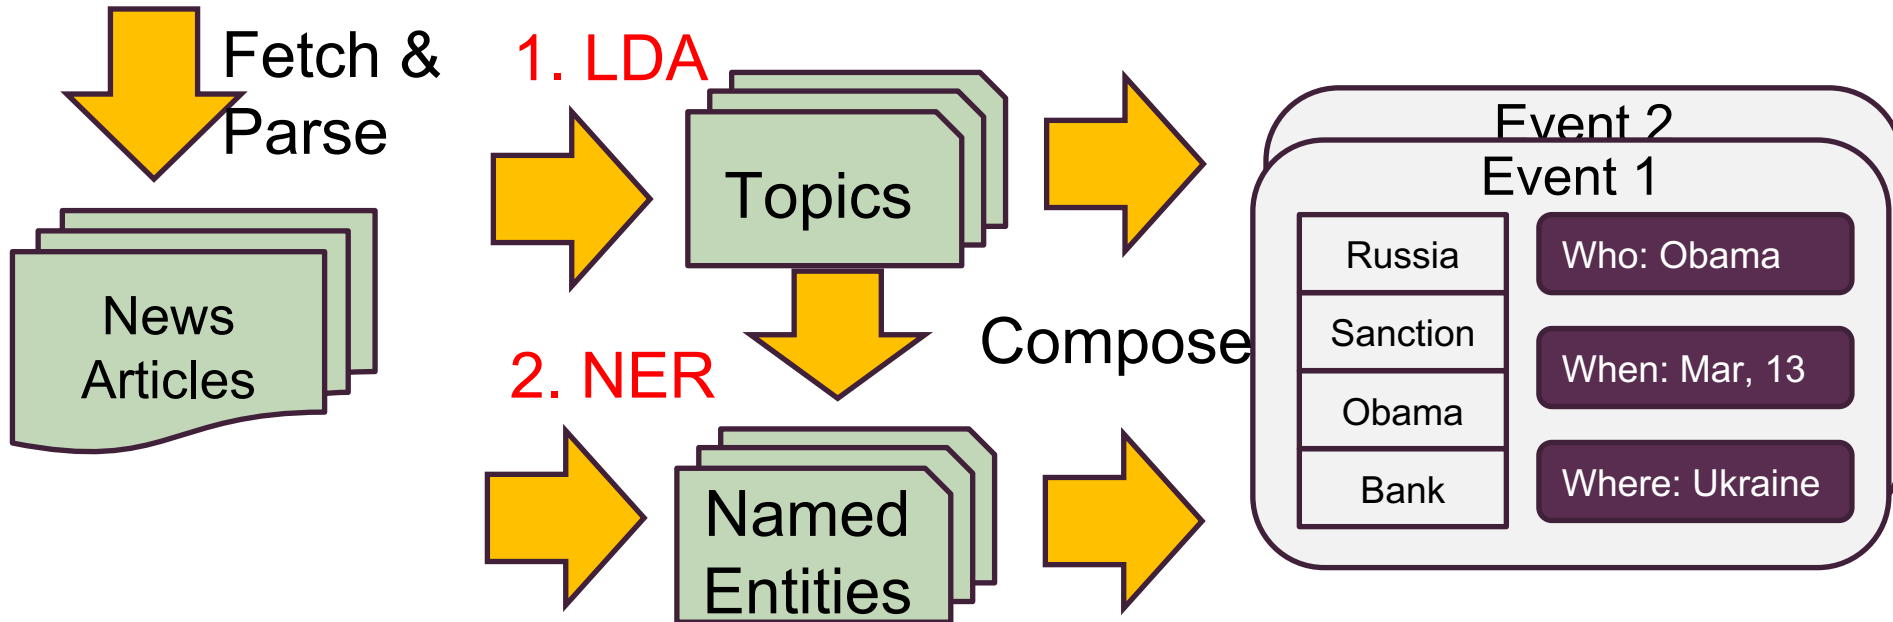 Fetch &
Parse
News
Articles
1. LDA
Topics
2. NER
Named
Entities
Compose
Event 2
Event 1
Russia
Sanction
Obama
Bank
Who: Obama
When: Mar, 13
Where: Ukraine